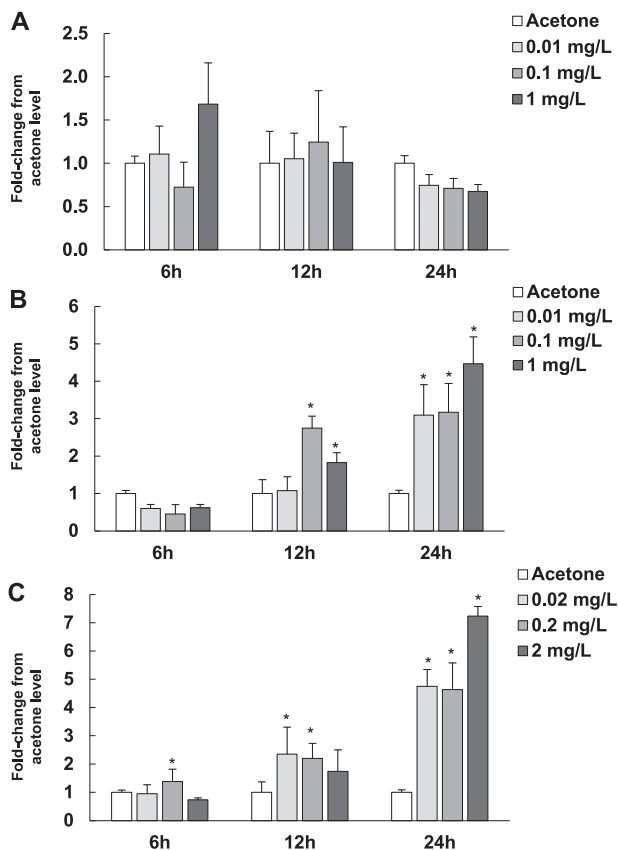 A
Fold-change from
acetone level
2.5
2.0
1.5
1.0
0.5
0.0
6h
12h
24h
Acetone
0.01 mg/L
0.1 mg/L
1 mg/L
B
Fold-change from
acetone level
6
5
4
3
2
1
0
*
*
*
*
*
6h
12h
24h
Acetone
0.01 mg/L
0.1 mg/L
1 mg/L
C
Fold-change from
acetone level
8
7
6
5
4
3
2
1
0
*
*
*
*
*
*
6h
12h
24h
Acetone
0.02 mg/L
0.2 mg/L
2 mg/L